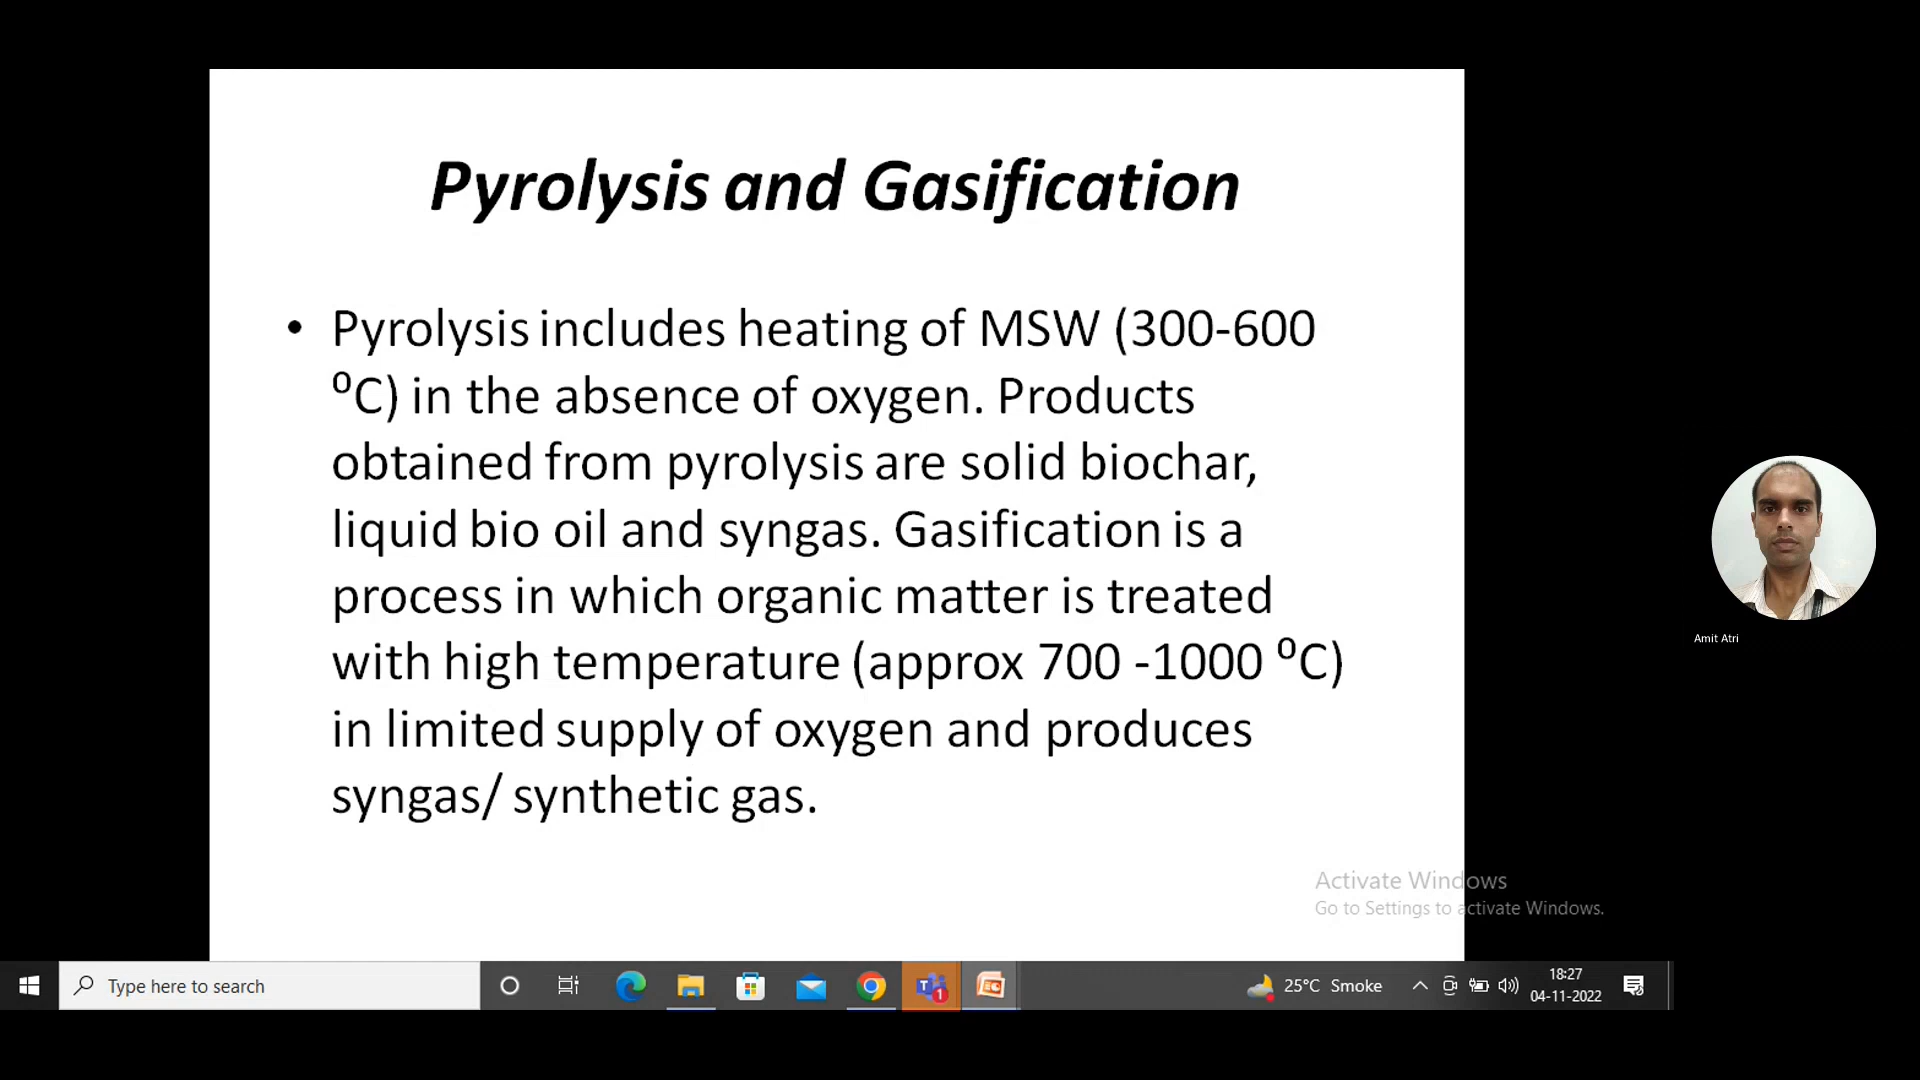 Pyrolysis and Gasification
• Pyrolysis includes heating of MSW (300-600
⁰C) in the absence of oxygen. Products
obtained from pyrolysis are solid biochar,
liquid bio oil and syngas. Gasification is a
process in which organic matter is treated
with high temperature (approx 700 -1000 ⁰C)
in limited supply of oxygen and produces
syngas/ synthetic gas.
Amit Atri
Activate Windows
Go to Settings to activate Windows.
Type here to search
T
1
25°C Smoke
18:27
04-11-2022